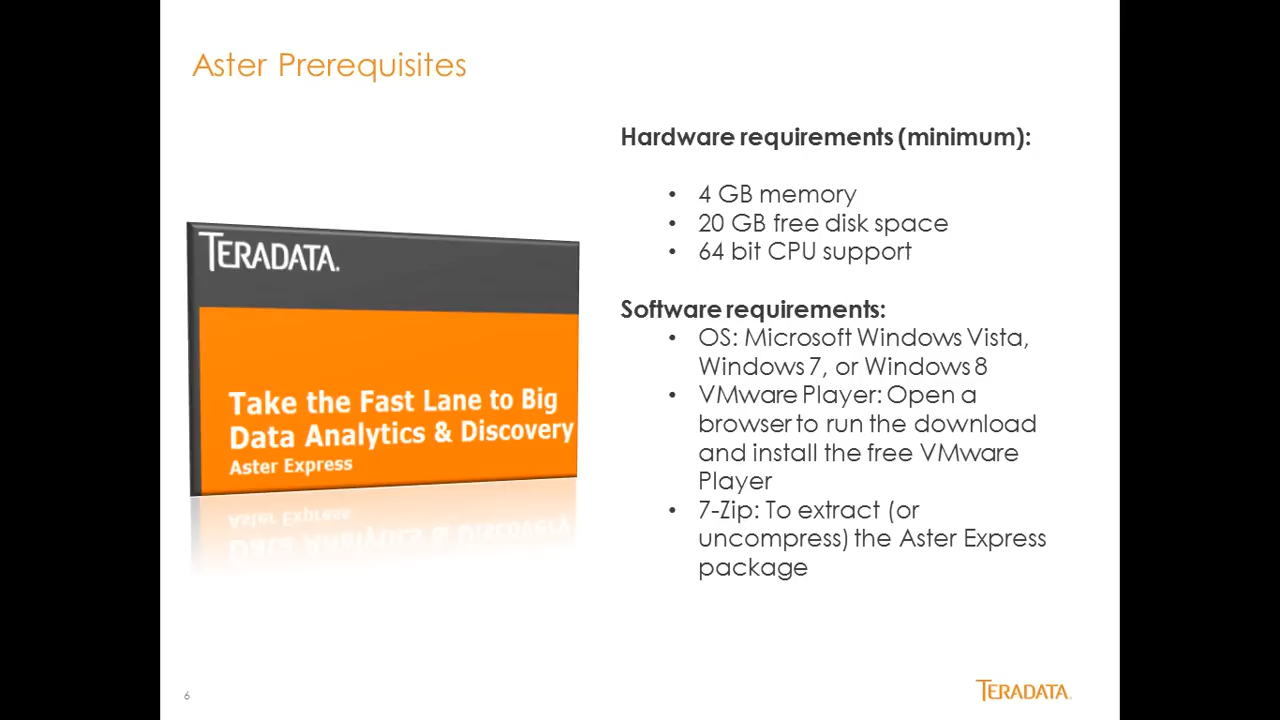 Aster Prerequisites
Hardware requirements (minimum):
• 4 GB memory
• 20 GB free disk space
• 64 bit CPU support
Software requirements:
• OS: Microsoft Windows Vista,
Windows 7, or Windows 8
• VMware Player: Open a
browser to run the download
and install the free VMware
Player
• 7-Zip: To extract (or
uncompress) the Aster Express
package
TERADATA.
Take the Fast Lane to Big
Data Analytics & Discovery
Aster Express
6
TERADATA.